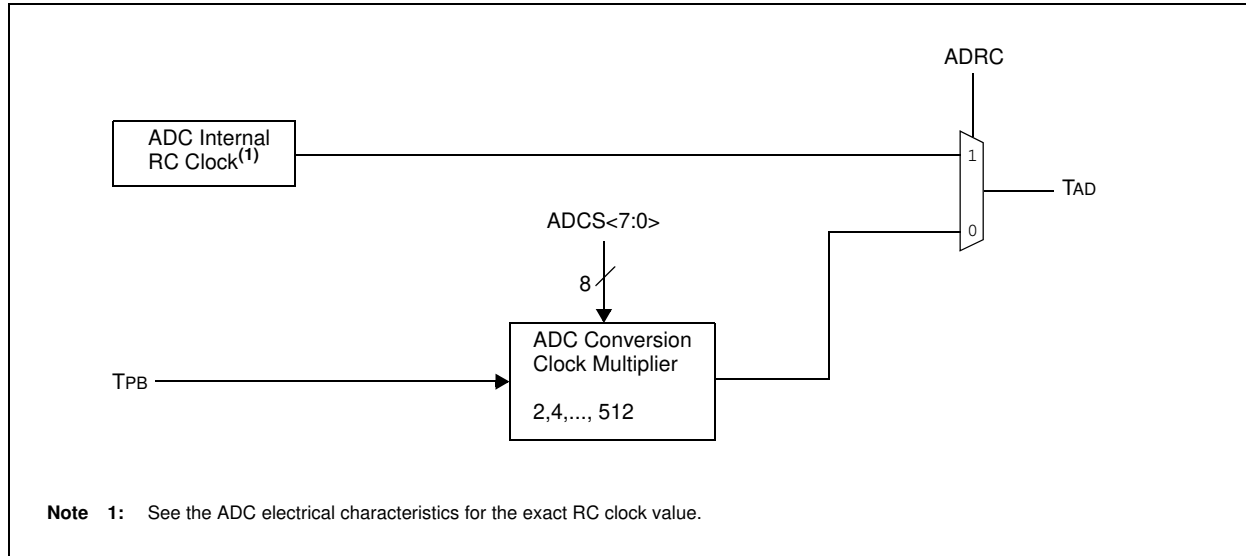 ADRC
ADC Internal
RC Clock(1)
1
TAD
ADCS<7:0>
0
8
ADC Conversion
Clock Multiplier
TPB
2,4,..., 512
Note 1: See the ADC electrical characteristics for the exact RC clock value.